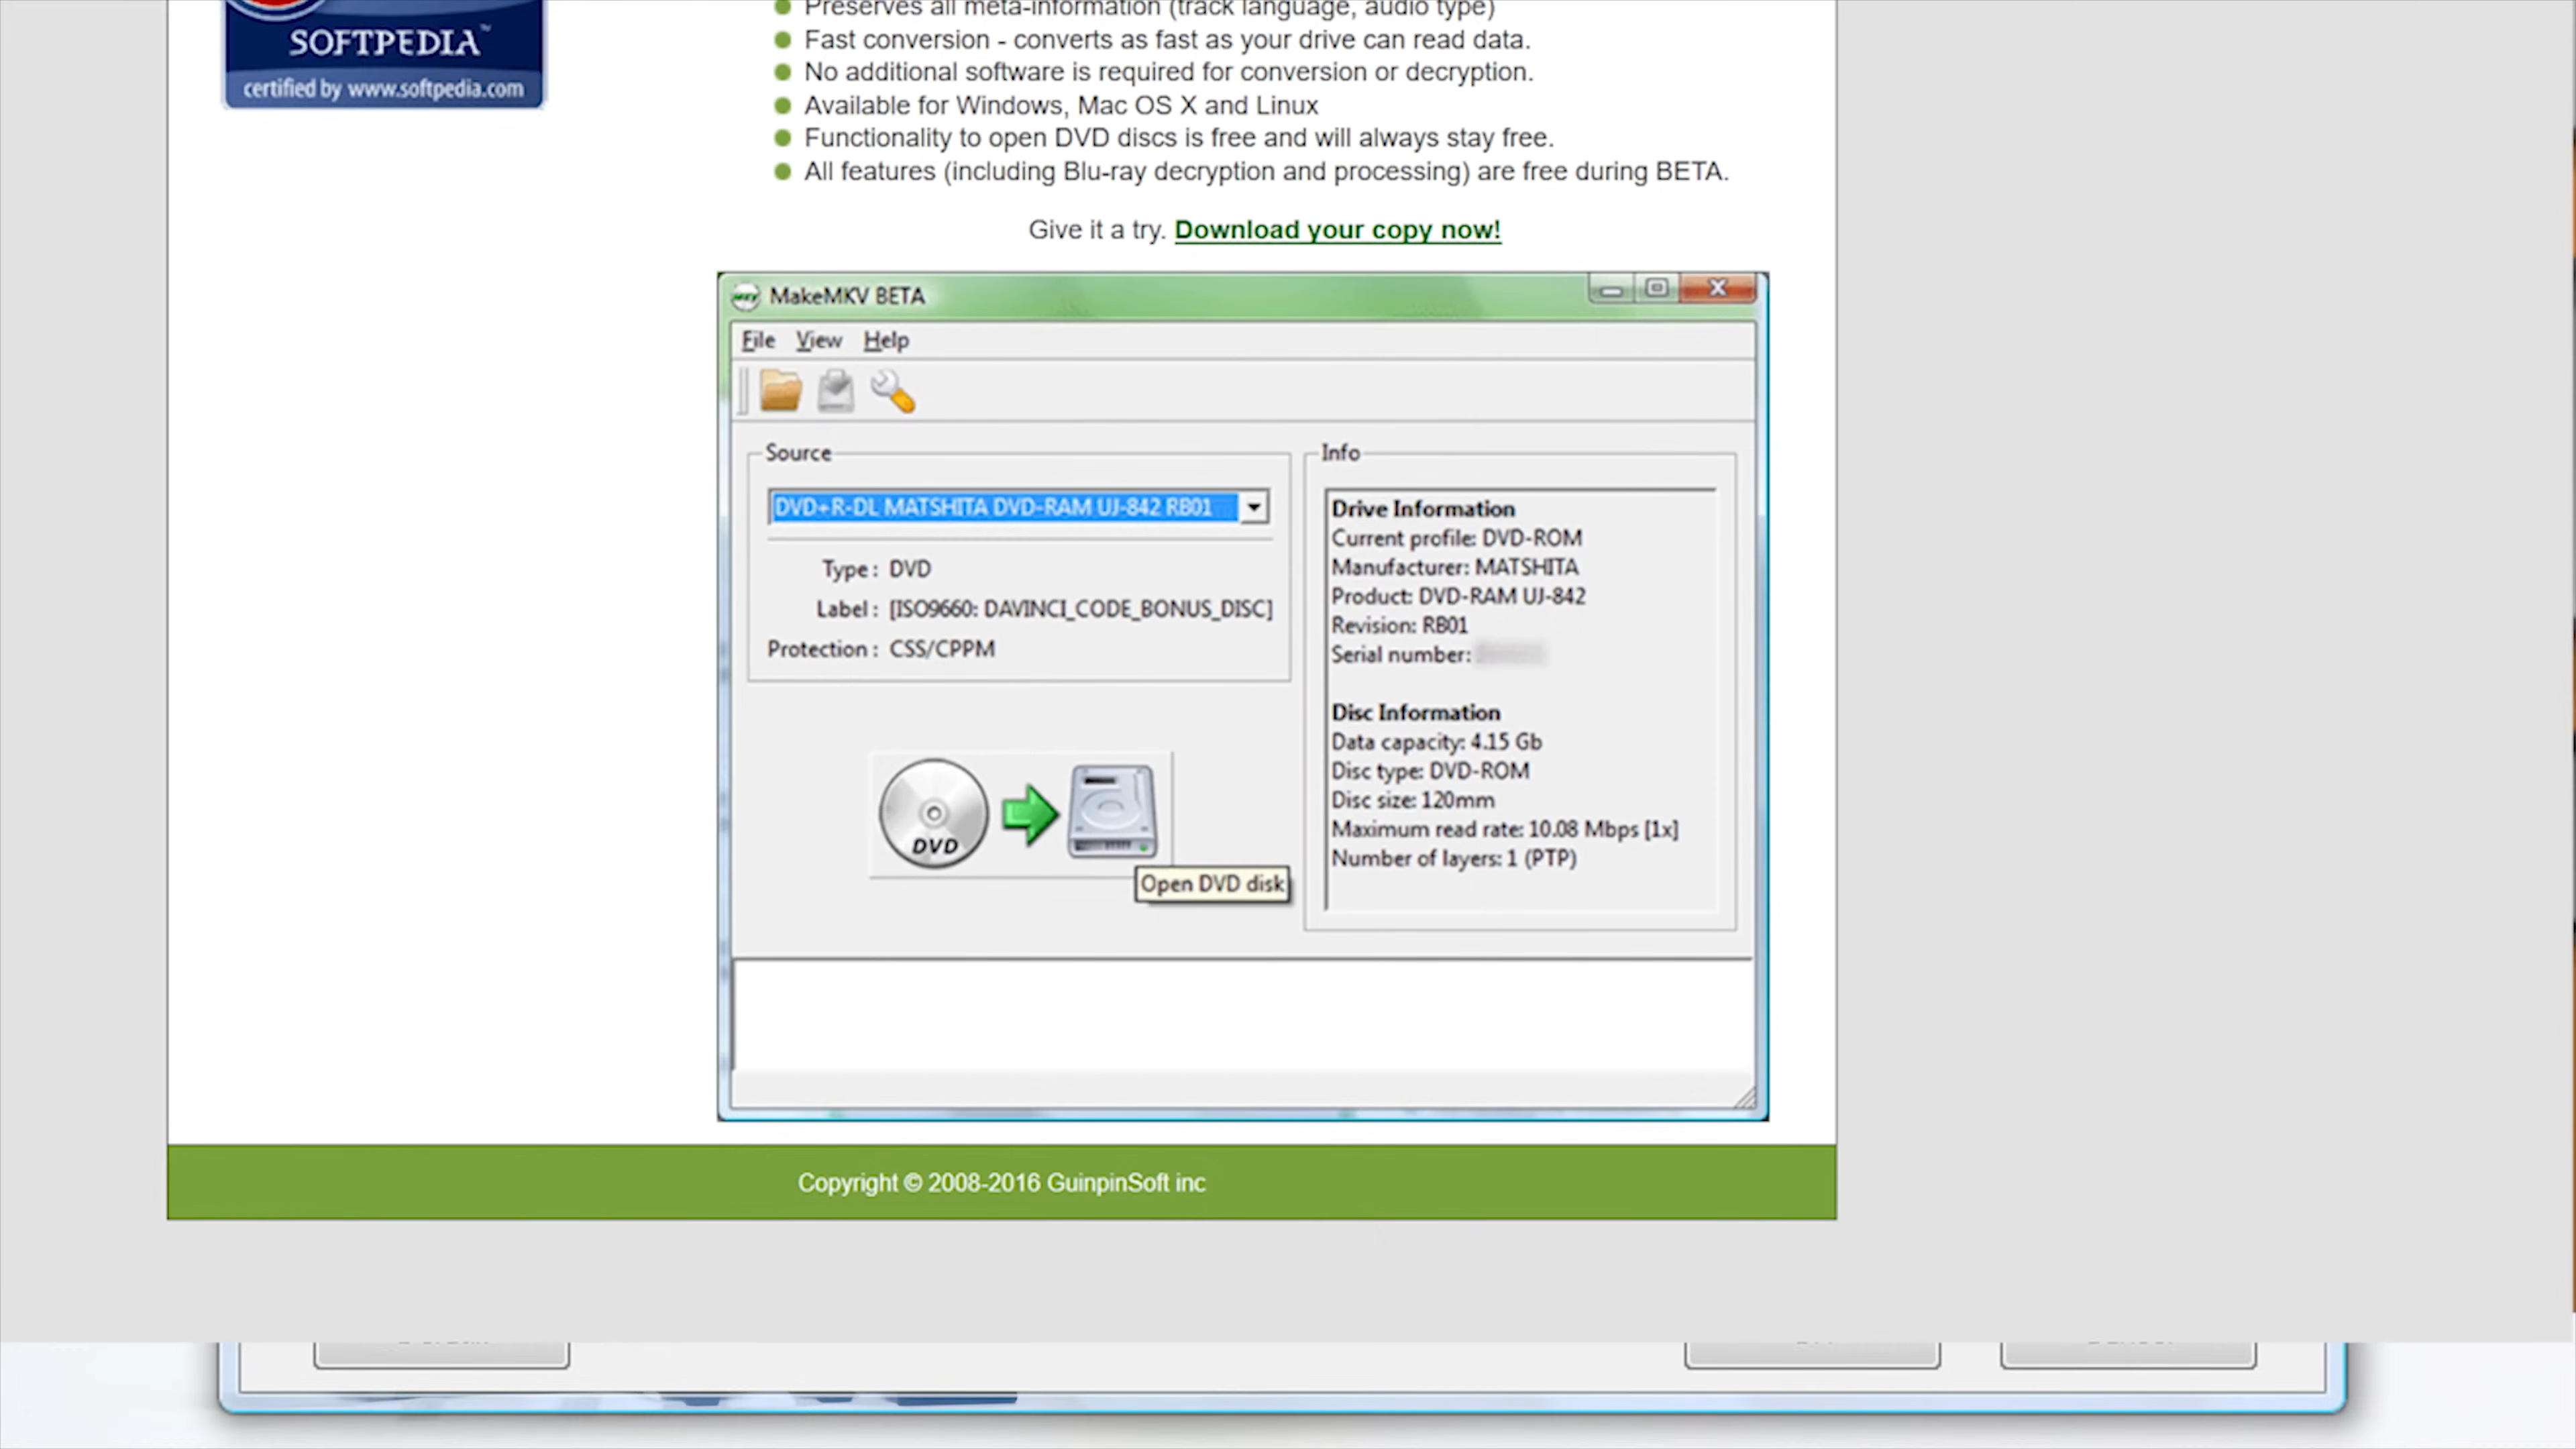 SOFTPEDIA™
certified by www.softpedia.com
Preserves all meta-information (track language, audio type)
Fast conversion - converts as fast as your drive can read data.
No additional software is required for conversion or decryption.
Available for Windows, Mac OS X and Linux
Functionality to open DVD discs is free and will always stay free.
All features (including Blu-ray decryption and processing) are free during BETA.
Give it a try. Download your copy now!
MakeMKV BETA
File View Help
Source
DVD+R-DL MATSHITA DVD-RAM UJ-842 RB01
Type : DVD
Label : [ISO9660: DAVINCI_CODE_BONUS_DISC]
Protection : CSS/CPPM
DVD
Open DVD disk
Info
Drive Information
Current profile: DVD-ROM
Manufacturer: MATSHITA
Product: DVD-RAM UJ-842
Revision: RB01
Serial number:
Disc Information
Data capacity: 4.15 Gb
Disc type: DVD-ROM
Disc size: 120mm
Maximum read rate: 10.08 Mbps [1x]
Number of layers: 1 (PTP)
Copyright © 2008-2016 GuinpinSoft inc